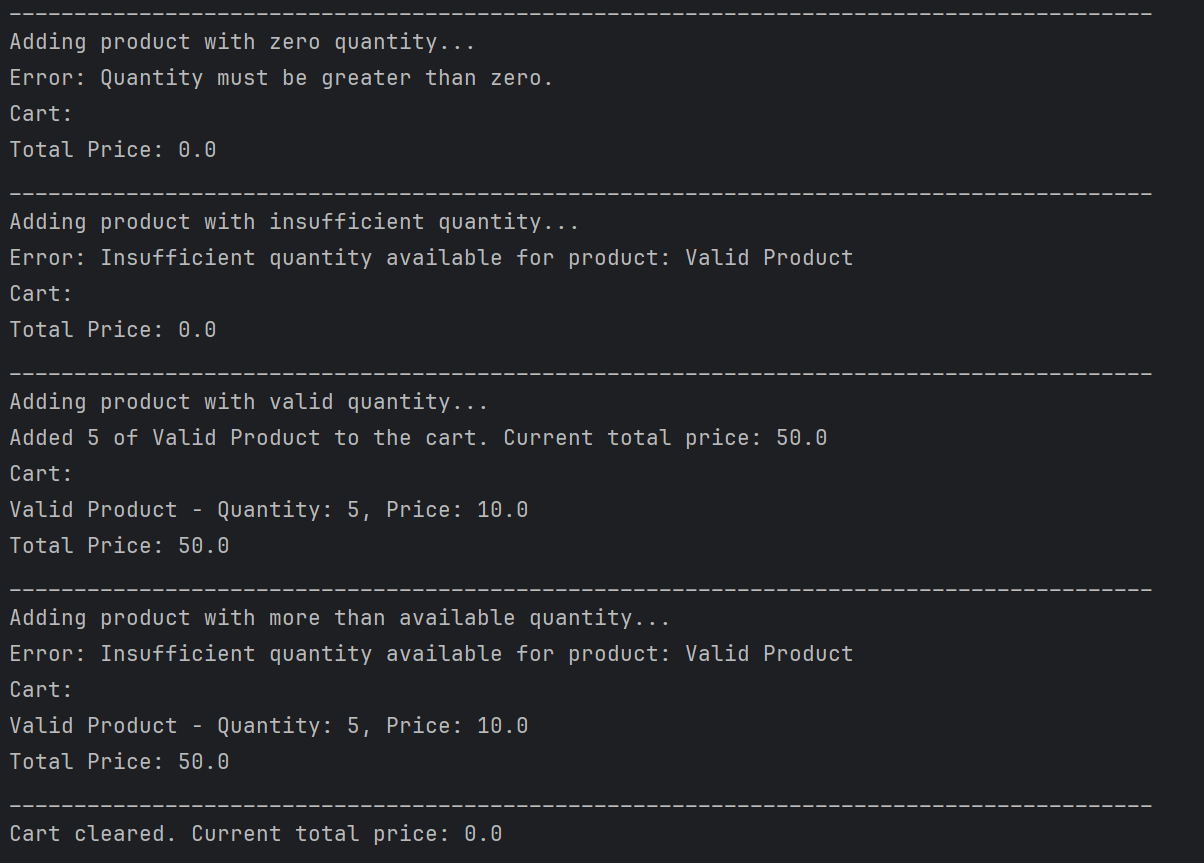 ----------------------------------------------------------------------------------------
Adding product with zero quantity...
Error: Quantity must be greater than zero.
Cart:
Total Price: 0.0
----------------------------------------------------------------------------------------
Adding product with insufficient quantity...
Error: Insufficient quantity available for product: Valid Product
Cart:
Total Price: 0.0
----------------------------------------------------------------------------------------
Adding product with valid quantity...
Added 5 of Valid Product to the cart. Current total price: 50.0
Cart:
Valid Product - Quantity: 5, Price: 10.0
Total Price: 50.0
----------------------------------------------------------------------------------------
Adding product with more than available quantity...
Error: Insufficient quantity available for product: Valid Product
Cart:
Valid Product - Quantity: 5, Price: 10.0
Total Price: 50.0
----------------------------------------------------------------------------------------
Cart cleared. Current total price: 0.0